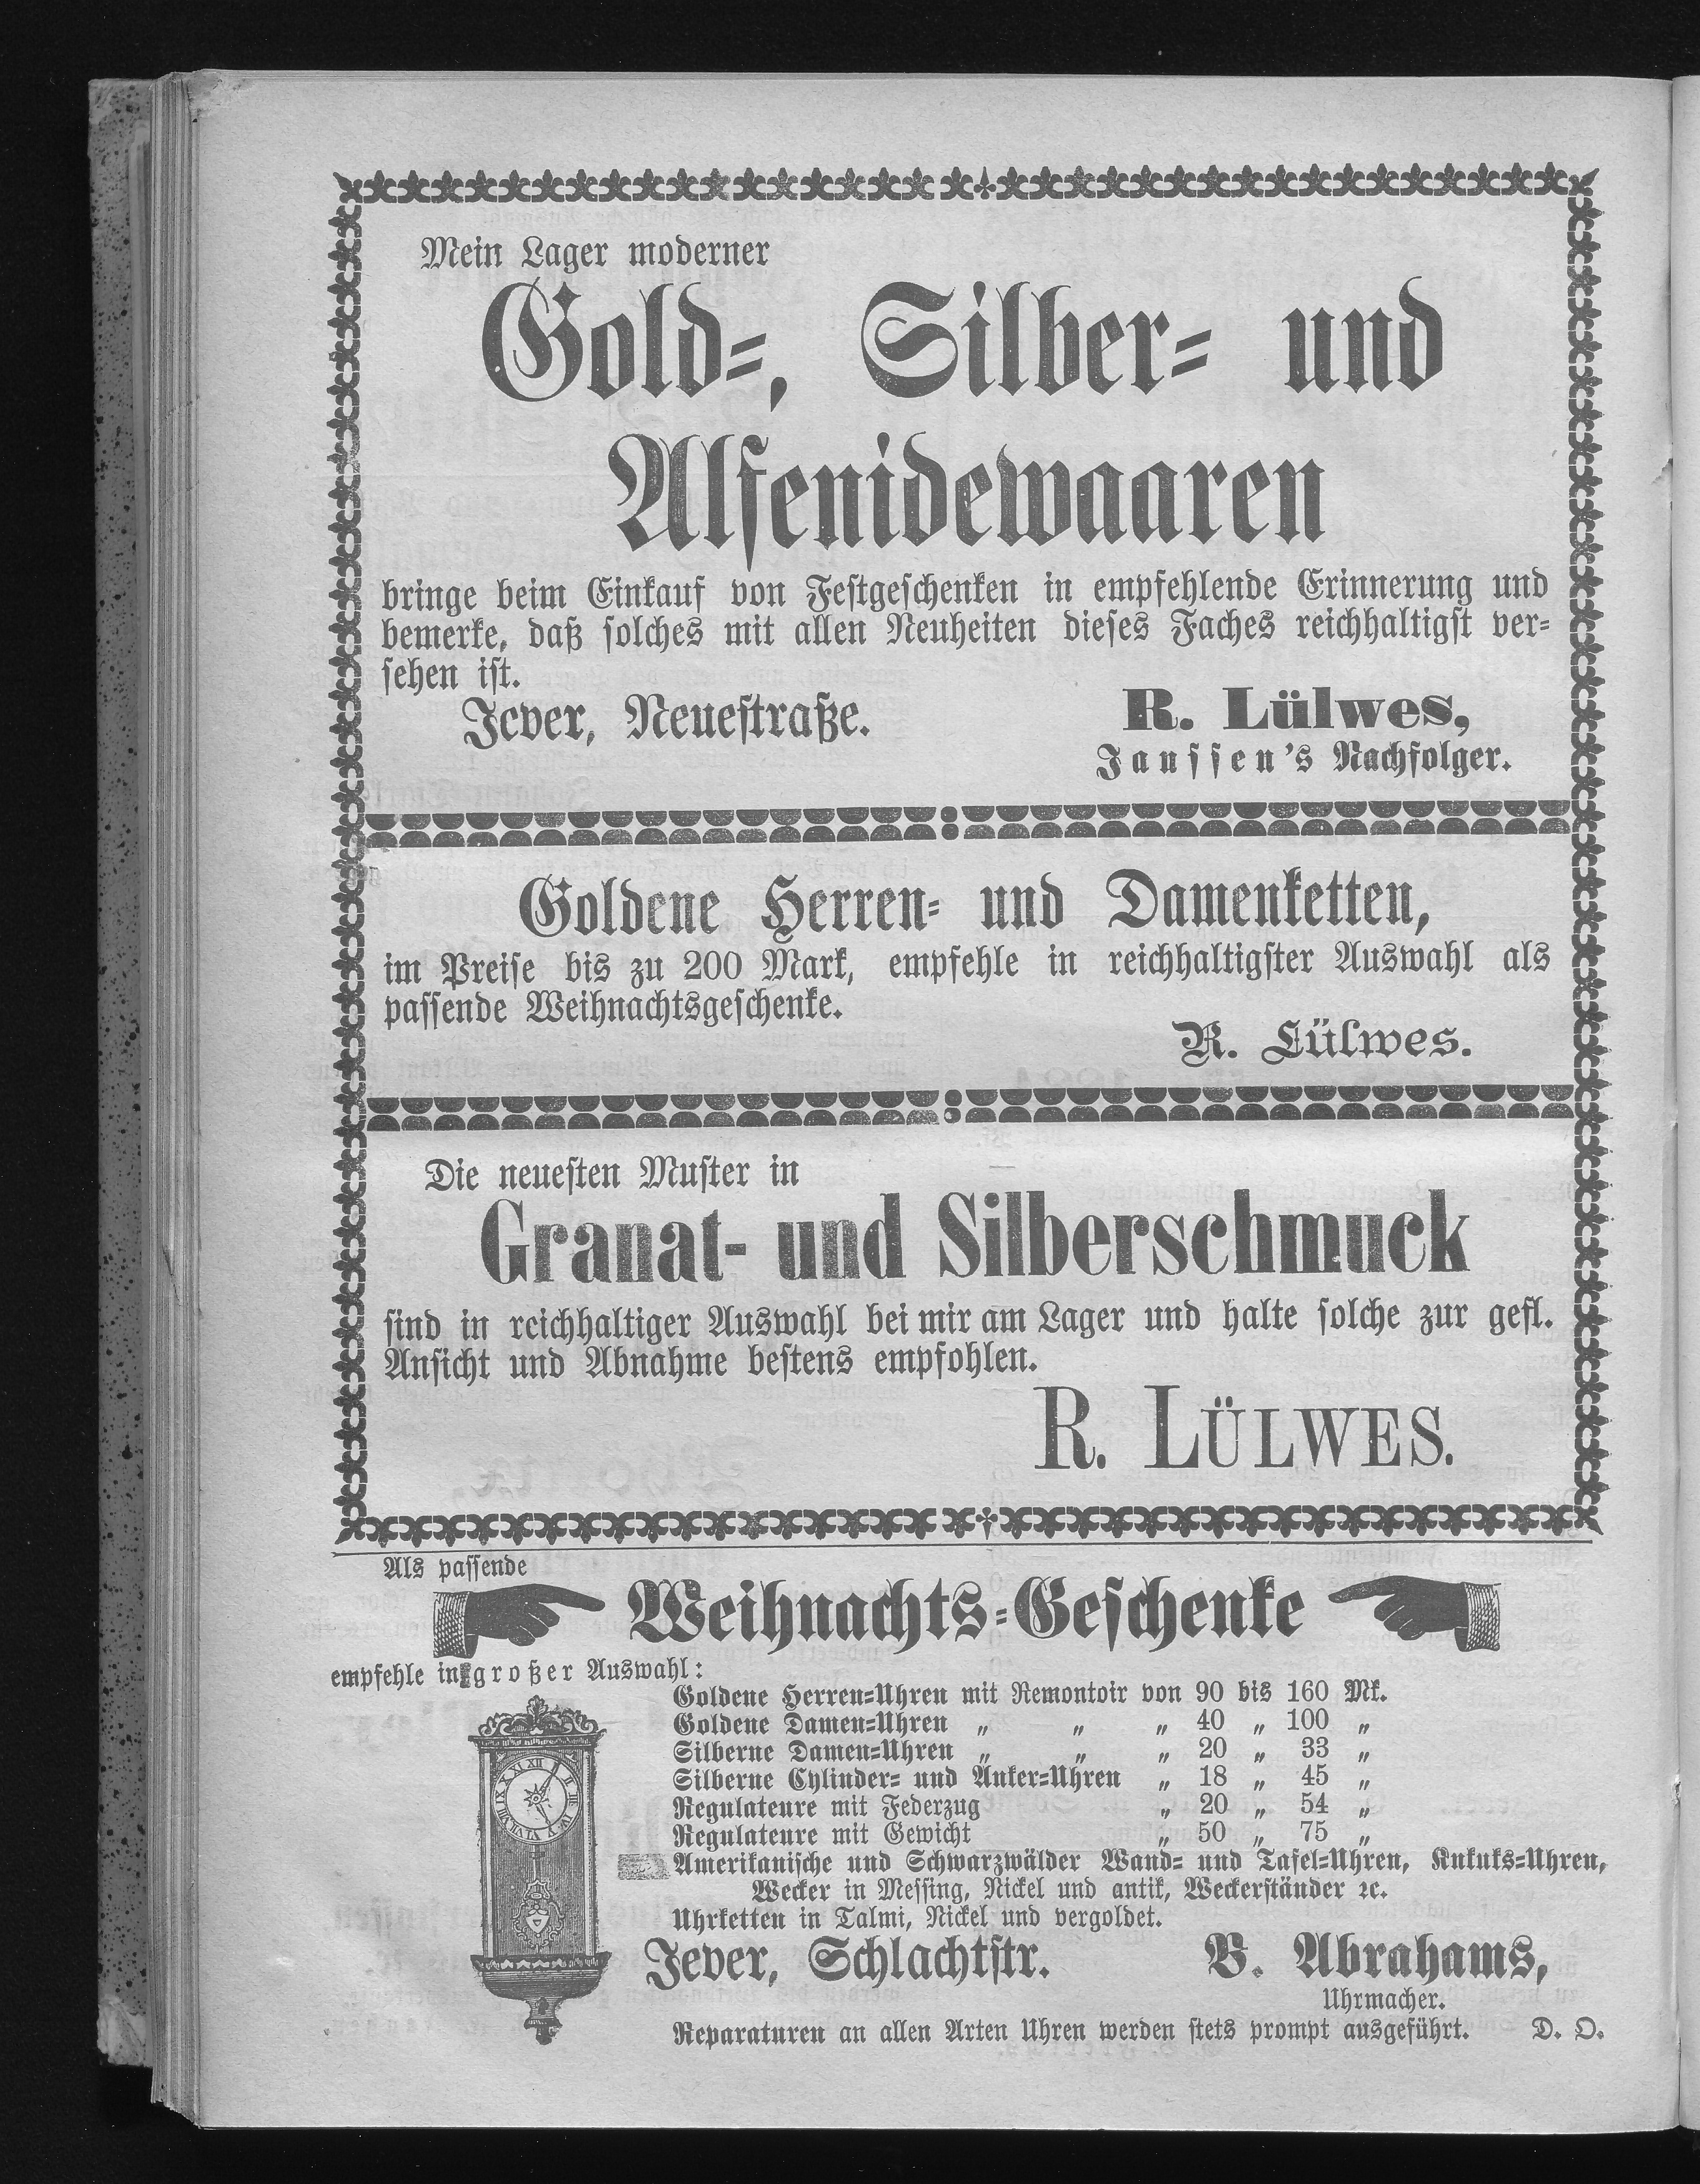 Mein Lager moderner
Gold-, Silber- und
Alfenidewaaren
bringe beim Einkauf von Festgeschenken in empfehlende Erinnerung und
bemerke, daß solches mit allen Neuheiten dieses Faches reichhaltigst ver-
sehen ist.
Jever, Neuestraße.
R. Lülwes,
Janssen's Nachfolger.
Goldene Herren- und Damenketten,
im Preise bis zu 200 Mark, empfehle in reichhaltigster Auswahl als
passende Weihnachtsgeschenke.
R. Lülwes.
Die neuesten Muster in
Granat- und Silberschmuck
sind in reichhaltiger Auswahl bei mir am Lager und halte solche zur gefl.
Ansicht und Abnahme bestens empfohlen.
R. LÜLWES.
Als passende
Weihnachts-Geschenke
empfehle in großer Auswahl:
Goldene Herren-Uhren mit Remontoir von 90 bis 160 Mk.
Goldene Damen-Uhren „ „ „ 40 „ 100 „
Silberne Damen-Uhren „ „ „ 20 „ 33 „
Silberne Cylinder- und Anker-Uhren „ 18 „ 45 „
Regulateure mit Federzug „ 20 „ 54 „
Regulateure mit Gewicht „ 50 „ 75 „
Amerikanische und Schwarzwälder Wand- und Tafel-Uhren, Kukuks-Uhren,
Wecker in Messing, Nickel und antik, Weckerständer ꝛc.
Uhrketten in Talmi, Nickel und vergoldet.
Jever, Schlachtstr.
B. Abrahams,
Uhrmacher.
Reparaturen an allen Arten Uhren werden stets prompt ausgeführt. D. O.